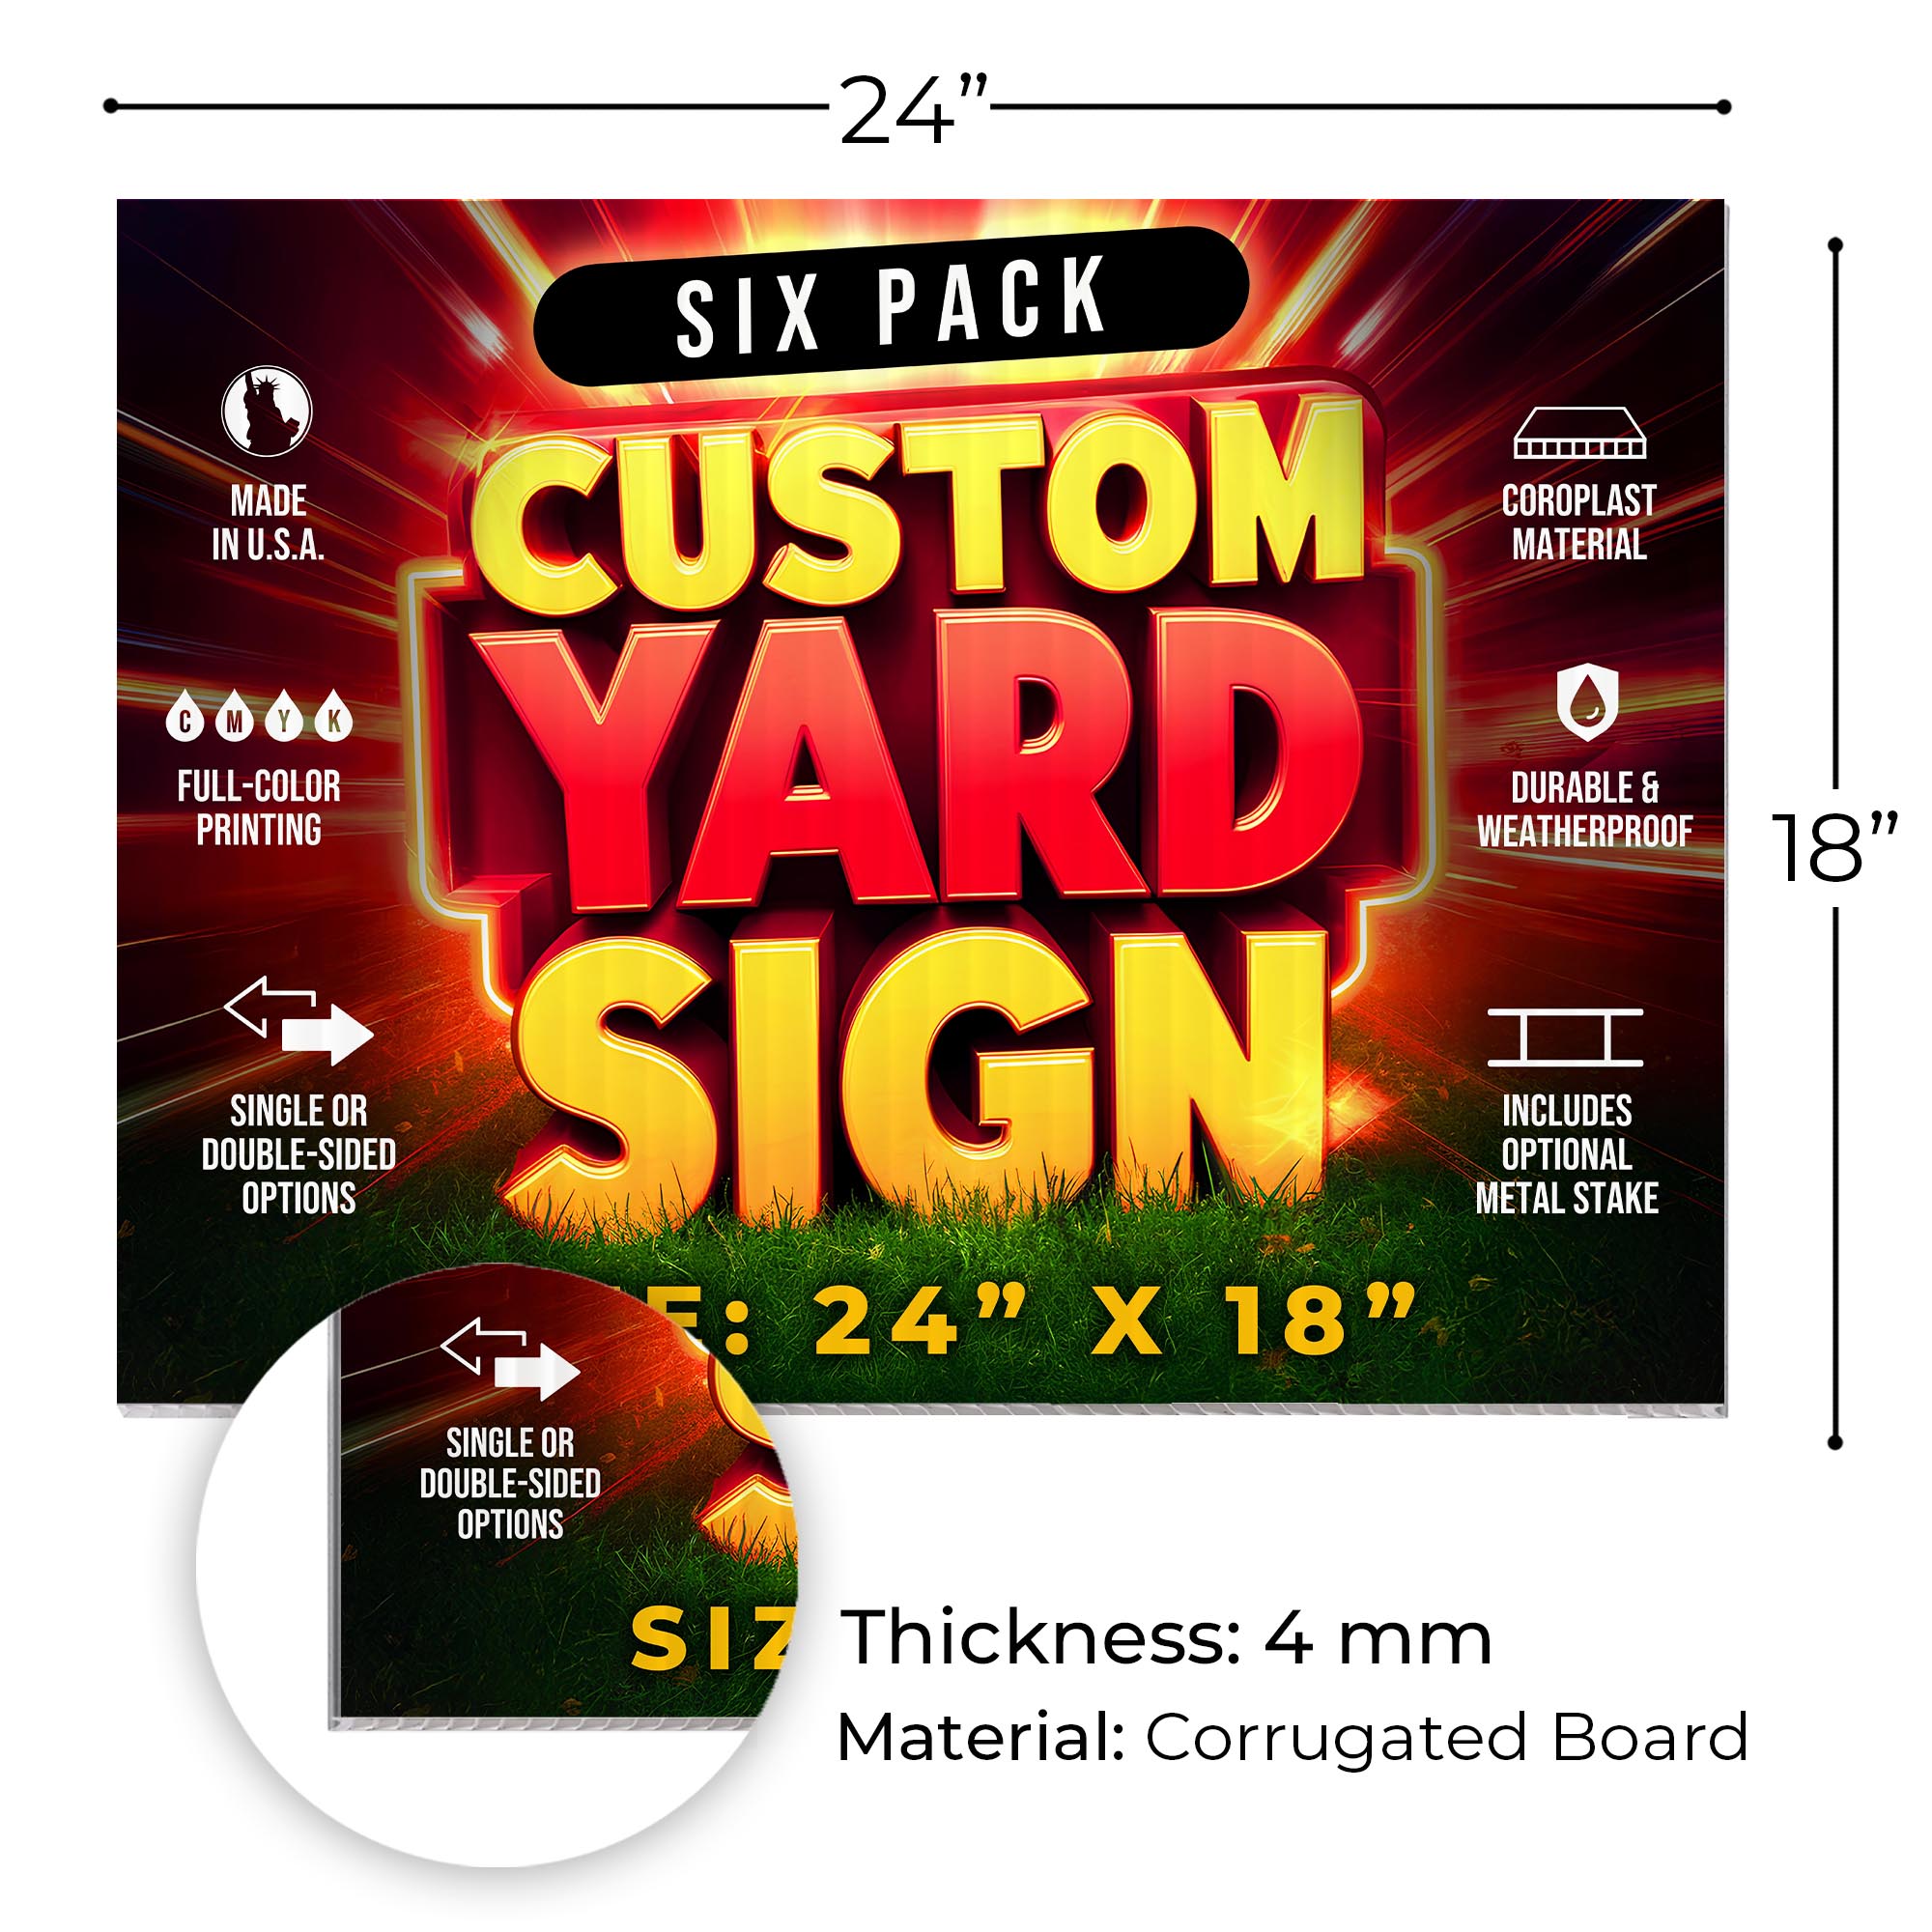 24”
SIX PACK
CUSTOM
YARD
SIGN
MADE
IN U.S.A.
C M Y K
FULL-COLOR
PRINTING
SINGLE OR
DOUBLE-SIDED
OPTIONS
COROPLAST
MATERIAL
DURABLE &
WEATHERPROOF
INCLUDES
OPTIONAL
METAL STAKE
18”
E: 24” X 18”
SINGLE OR
DOUBLE-SIDED
OPTIONS
SIZ
Thickness: 4 mm
Material: Corrugated Board